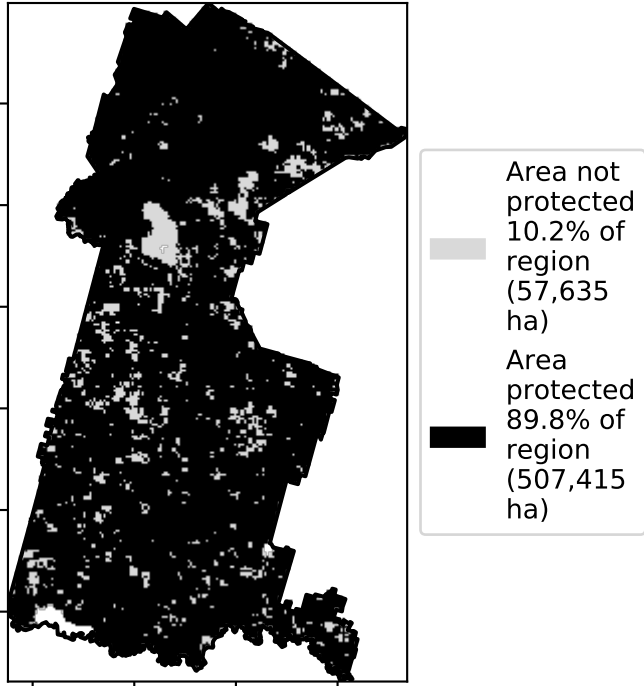 Area not
protected
10.2% of
region
(57,635
ha)
Area
protected
89.8% of
region
(507,415
ha)